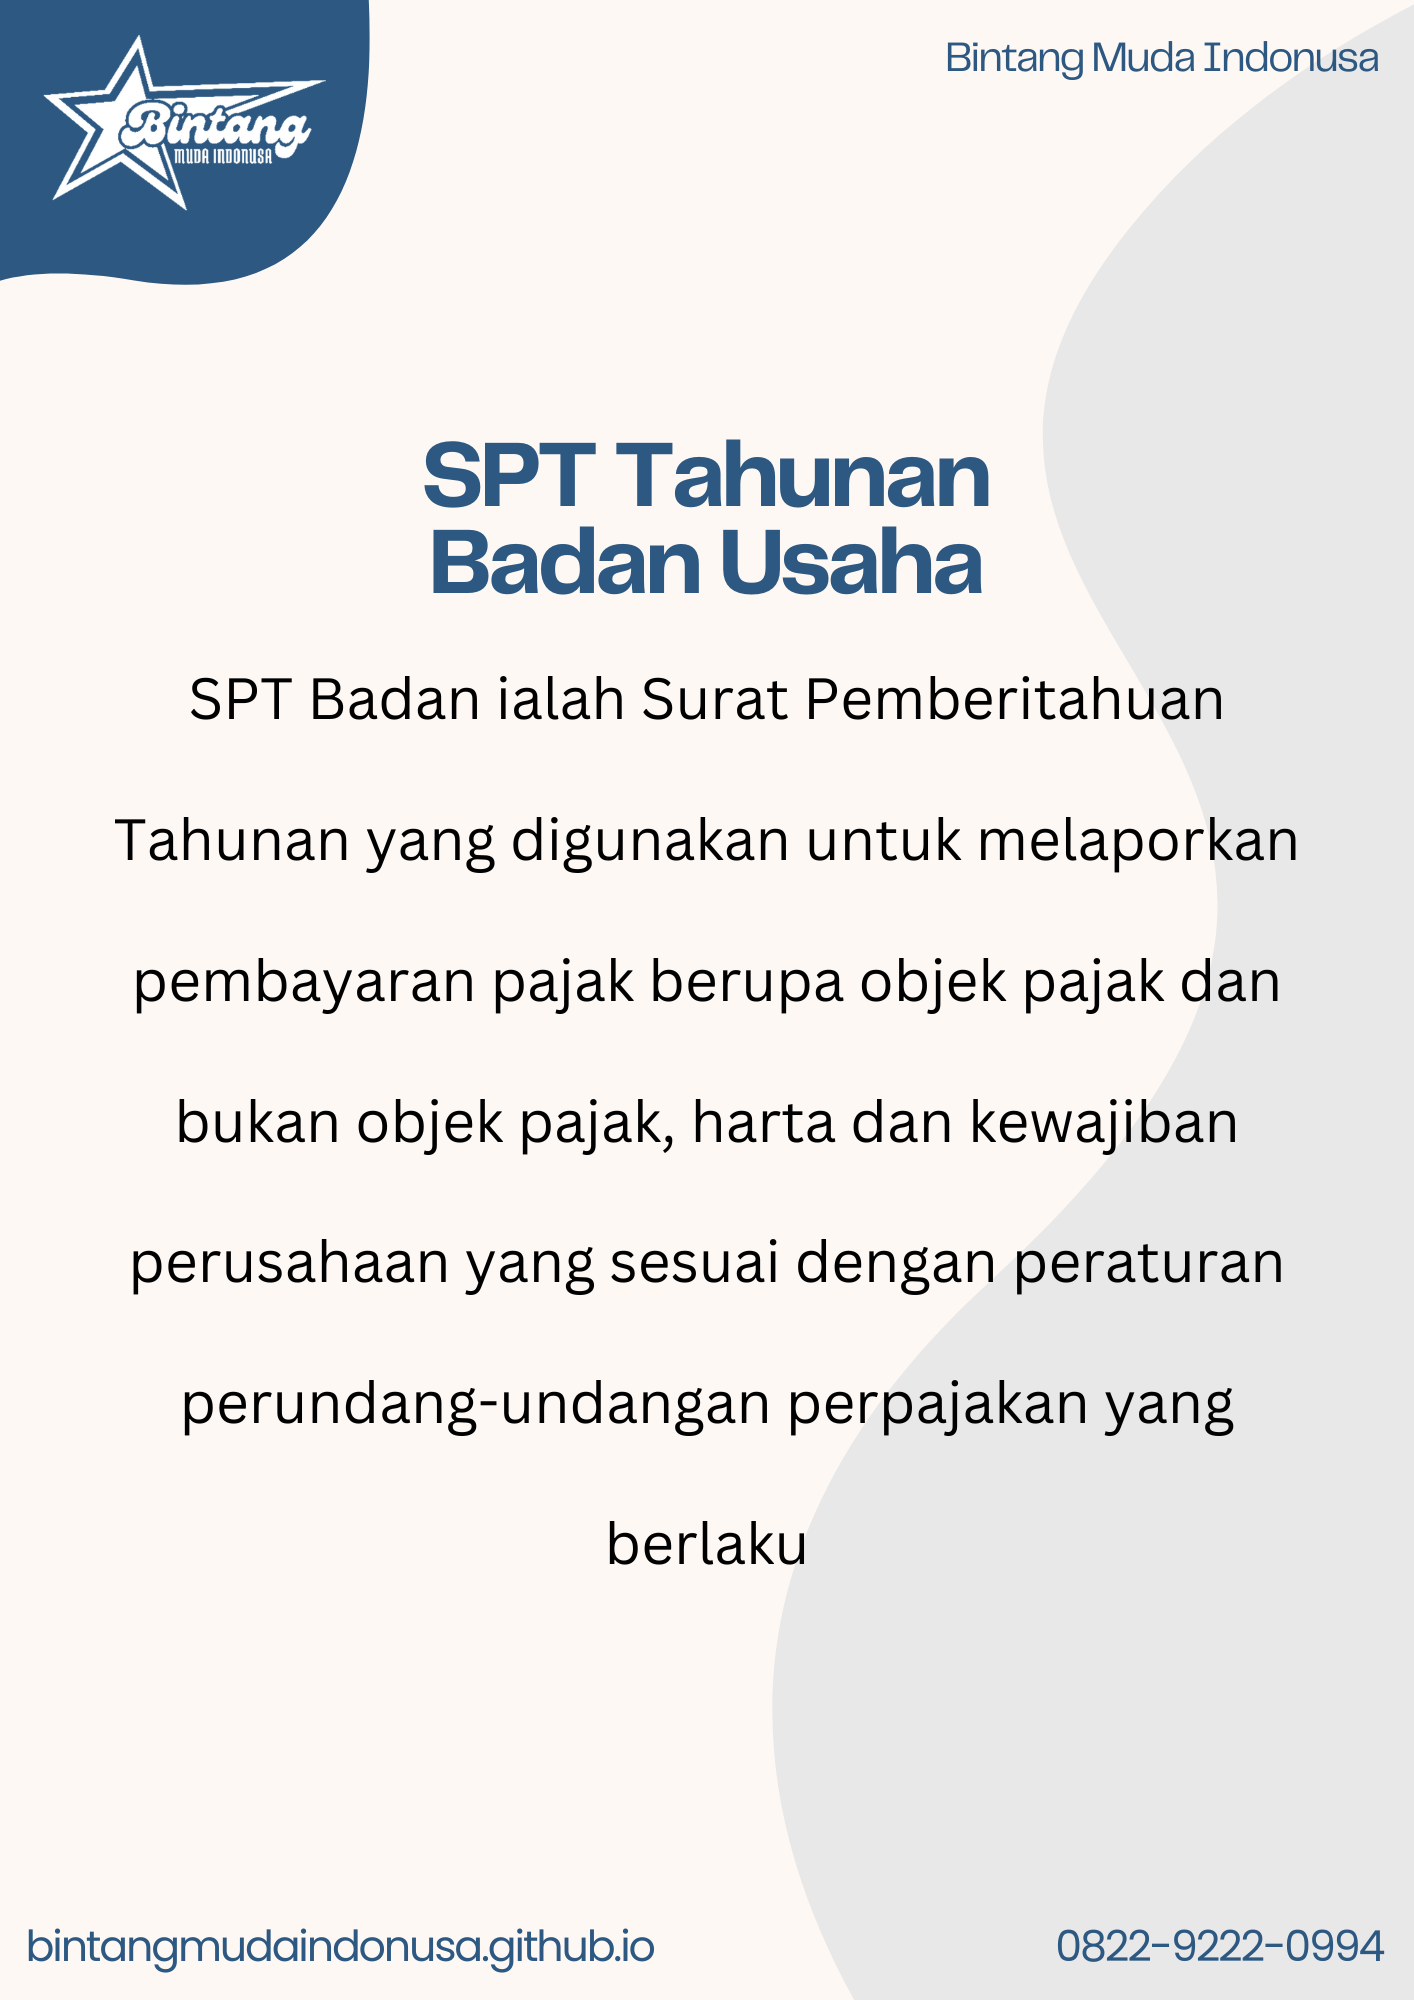 Bintang
MUDA INDONUSA
Bintang Muda Indonusa
SPT Tahunan
Badan Usaha
SPT Badan ialah Surat Pemberitahuan
Tahunan yang digunakan untuk melaporkan
pembayaran pajak berupa objek pajak dan
bukan objek pajak, harta dan kewajiban
perusahaan yang sesuai dengan peraturan
perundang-undangan perpajakan yang
berlaku
bintangmudaindonusa.github.io
0822-9222-0994